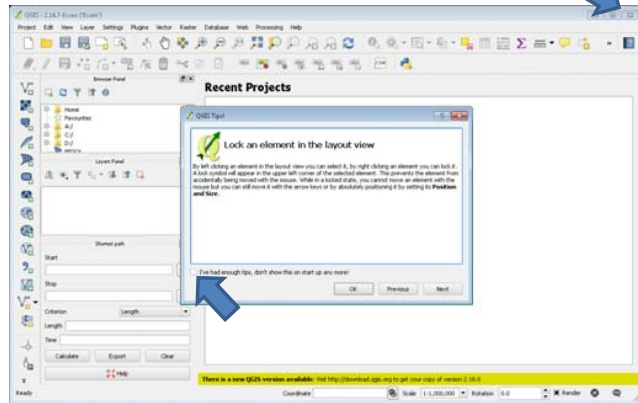 QGIS 2.14.7-Essen ('Essen')
Project Edit View Layer Settings Plugins Vector Raster Database Web Processing Help
Browser Panel
Home
Favourites
A:/
C:/
D:/
Layers Panel
Shortest path
Start
Stop
Criterion Length
Length
Time
Calculate Export Clear
Help
Recent Projects
QGIS Tips!
Lock an element in the layout view
By left clicking an element in the layout view you can select it, by right clicking an element you can lock it.
A lock symbol will appear in the upper left corner of the selected element. This prevents the element from
accidentally being moved with the mouse. While in a locked state, you cannot move an element with the
mouse but you can still move it with the arrow keys or by absolutely positioning it by setting its Position
and Size.
I've had enough tips, don't show this on start up any more!
OK Previous Next
There is a new QGIS version available: Visit http://download.qgis.org to get your copy of version 2.18.0
Ready Coordinate Scale 1:1,000,000 Rotation 0.0 Render